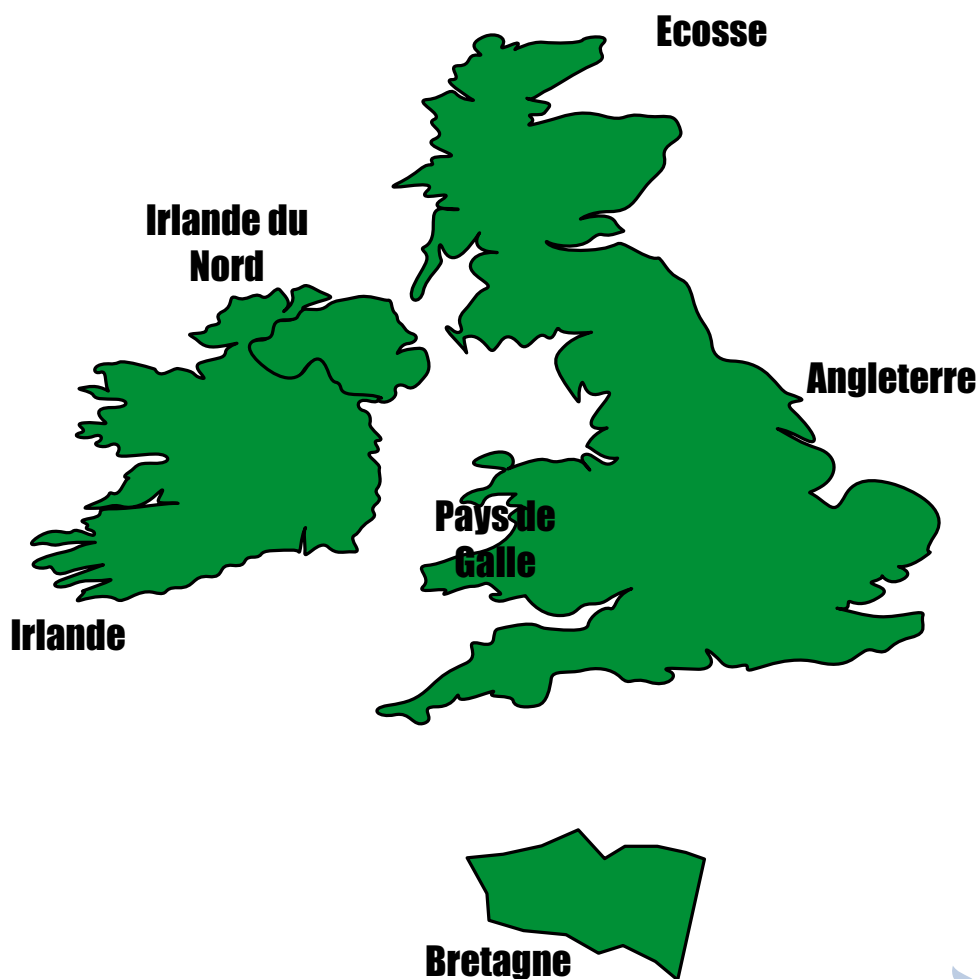 Ecosse
Irlande du
Nord
Angleterre
Pays de
Galle
Irlande
Bretagne